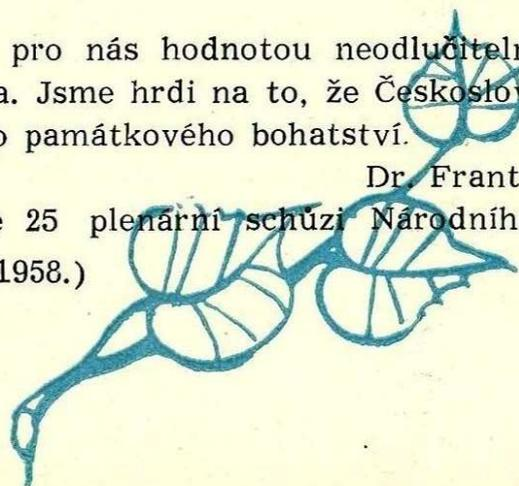 pro nás hodnotou neodlučiteln
a. Jsme hrdi na to, že Českoslov
o památkového bohatství.
Dr. Frant
e 25 plenární schůzi Národníh
1958.)